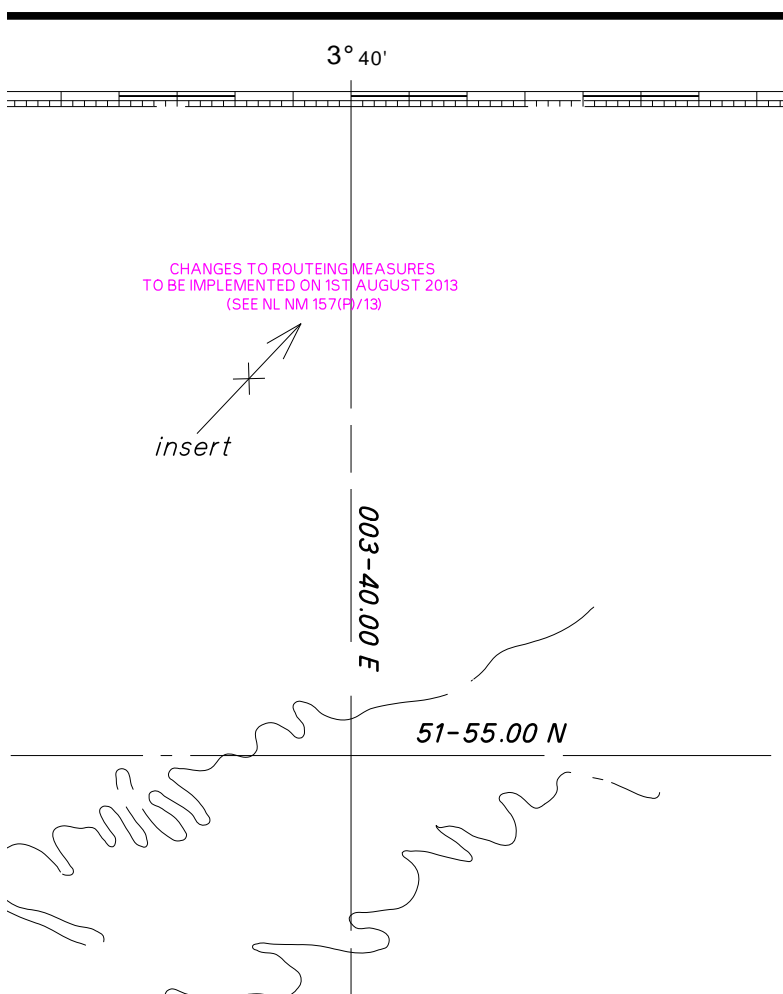 3° 40'
CHANGES TO ROUTEING MEASURES
TO BE IMPLEMENTED ON 1ST AUGUST 2013
(SEE NL NM 157(P)/13)
insert
003-40.00 E
51-55.00 N